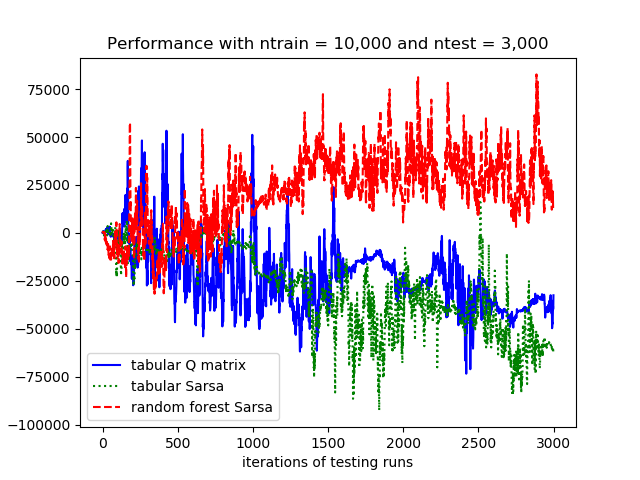 Performance with ntrain = 10,000 and ntest = 3,000
75000
50000
25000
0
−25000
−50000
−75000
−100000
tabular Q matrix
tabular Sarsa
random forest Sarsa
0 500 1000 1500 2000 2500 3000
iterations of testing runs